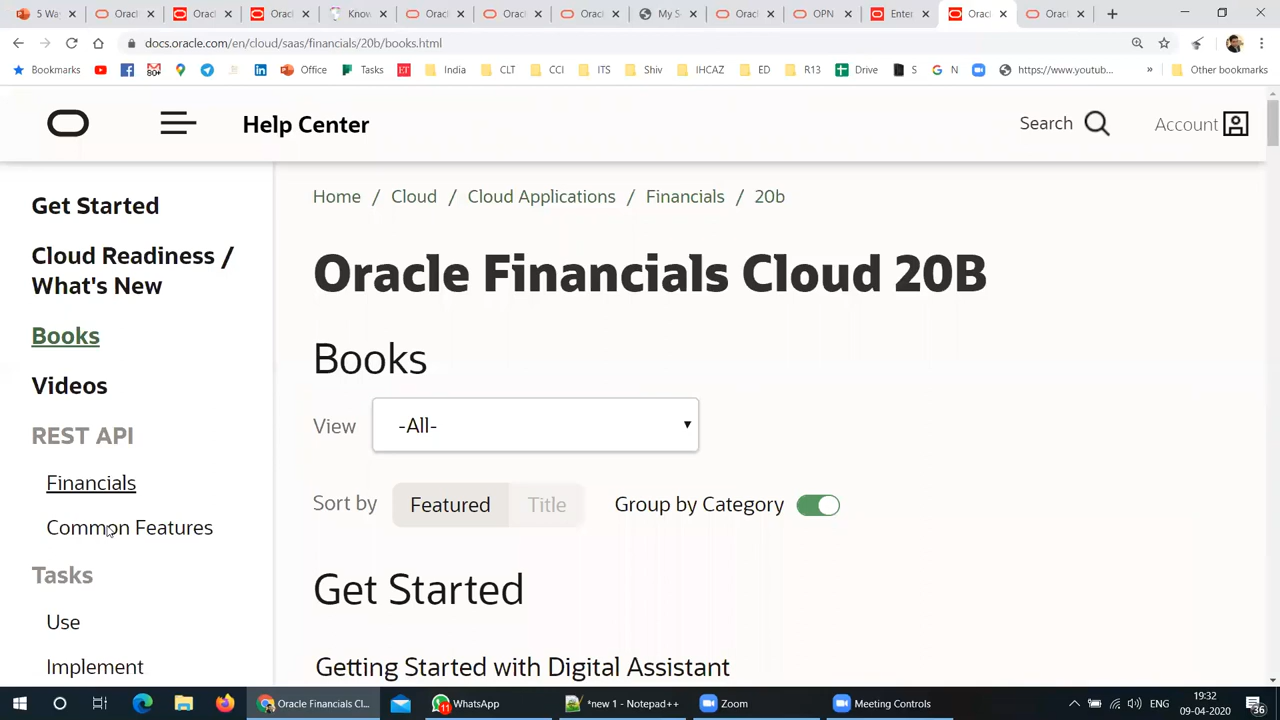 5 Way
Oracl
Oracl
Oracl
Know
Oracl
Oracl
Oracl
My S
Oracl
OPN
Enter
Oracl
Oracl
docs.oracle.com/en/cloud/saas/financials/20b/books.html
Bookmarks
M 80+
Office
Tasks
ET
India
CLT
CCI
ITS
Shiv
IHCAZ
ED
R13
Drive
S
N
https://www.youtub...
»
Other bookmarks
Help Center
Search
Account
Get Started
Cloud Readiness /
What's New
Books
Videos
REST API
Financials
Common Features
Tasks
Use
Implement
Home / Cloud / Cloud Applications / Financials / 20b
Oracle Financials Cloud 20B
Books
View -All-
Sort by Featured Title Group by Category
Get Started
Getting Started with Digital Assistant
Oracle Financials Cl...
11 WhatsApp
*new 1 - Notepad++
Zoom
Meeting Controls
ENG
19:32
09-04-2020
36